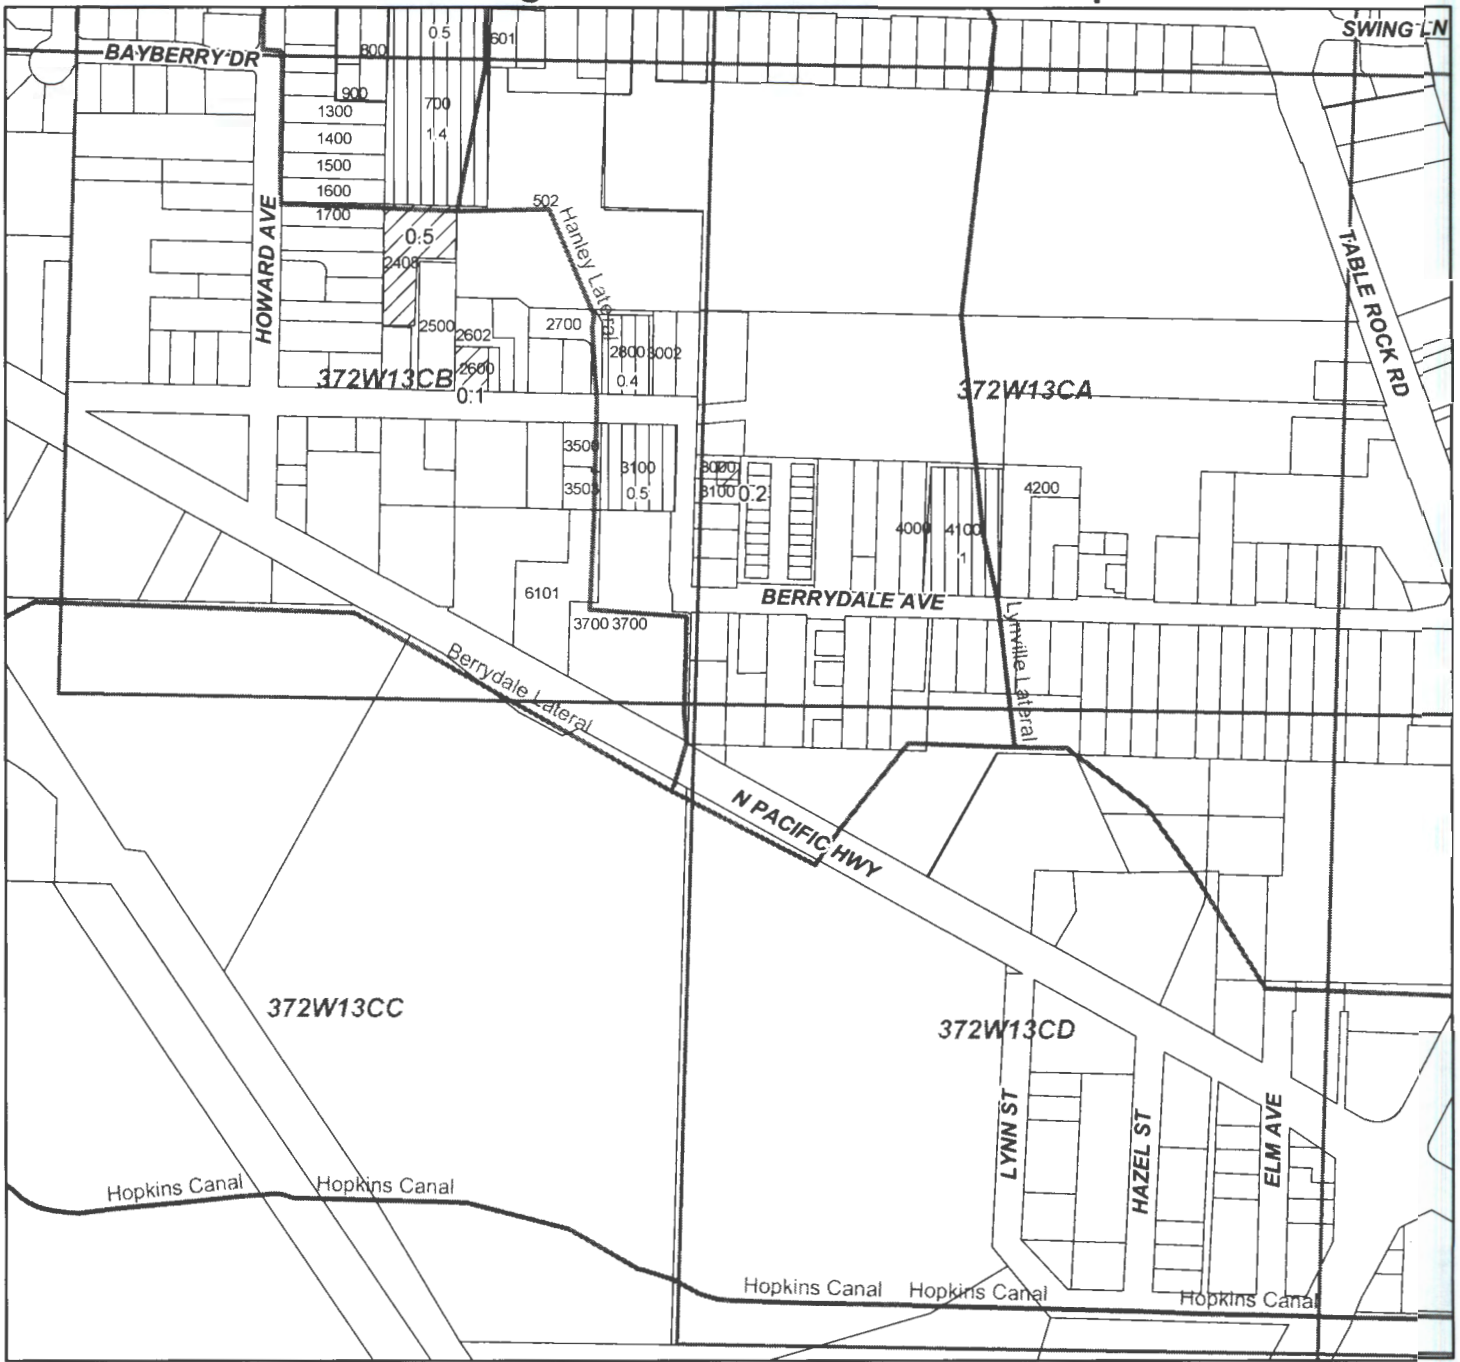 SWING LN
BAYBERRY DR
0.5
601
800
900
700
1300
1.4
1400
1500
1600
1700
502
HOWARD AVE
0.5
Hanley Lateral
2408
TABLE ROCK RD
2500
2602
2700
2800
3002
2600
372W13CB
0.1
0.4
372W13CA
3500
3100
3503
0.5
3100
0.2
4200
4000
4100
1
6101
BERRYDALE AVE
3700
3700
Lynville Lateral
Berrydale Lateral
N PACIFIC HWY
372W13CC
372W13CD
LYNN ST
HAZEL ST
ELM AVE
Hopkins Canal
Hopkins Canal
Hopkins Canal
Hopkins Canal
Hopkins Canal